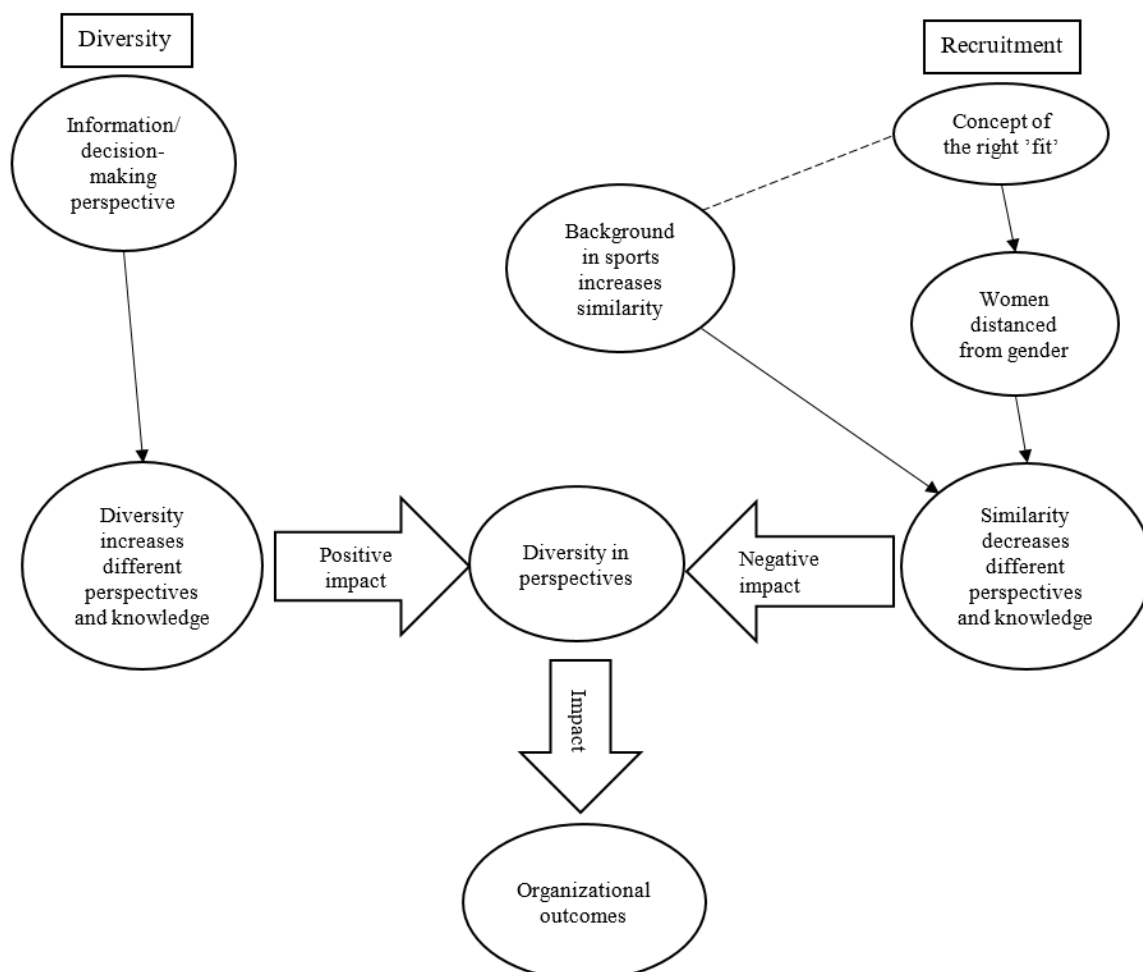 Diversity
Recruitment
Information/
decision-
making
perspective
Concept of
the right ’fit’
Background
in sports
increases
similarity
Women
distanced
from gender
Diversity
increases
different
perspectives
and knowledge
Positive
impact
Diversity in
perspectives
Negative
impact
Similarity
decreases
different
perspectives
and knowledge
Impact
Organizational
outcomes